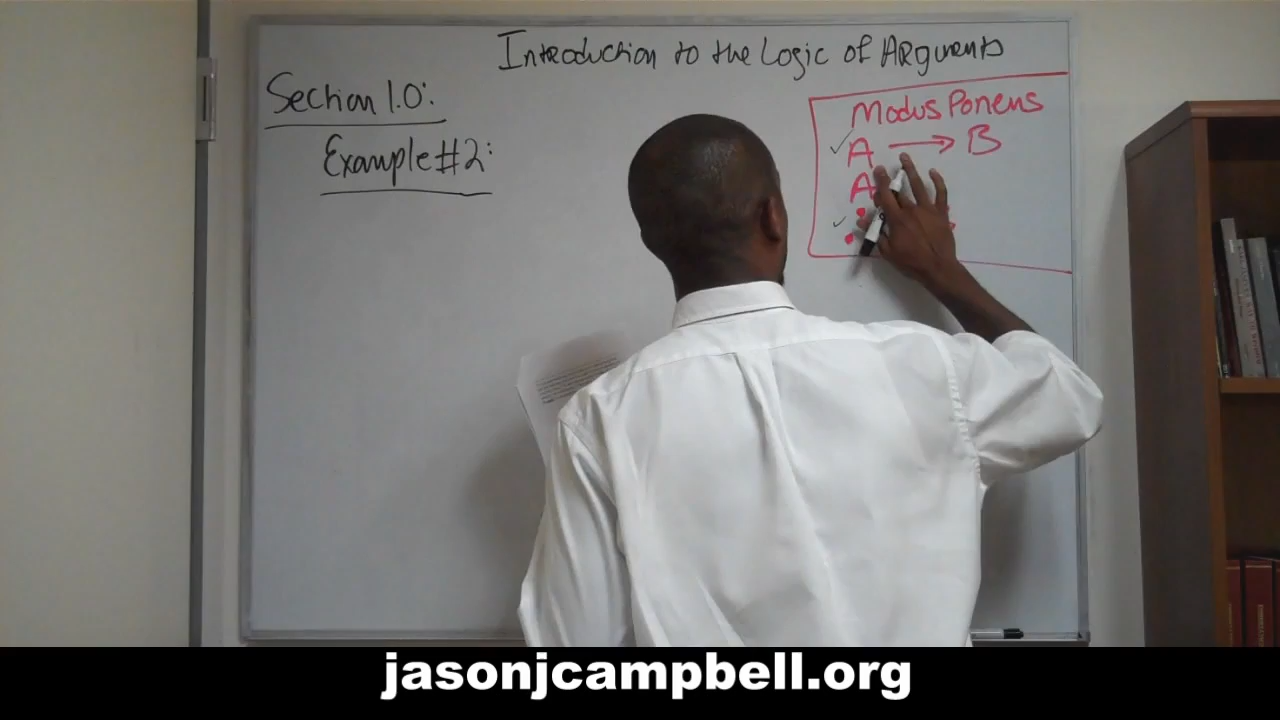 Introduction to the Logic of Arguments
Section 1.0:
Example #2:
Modus Ponens
A → B
A
jasonjcampbell.org